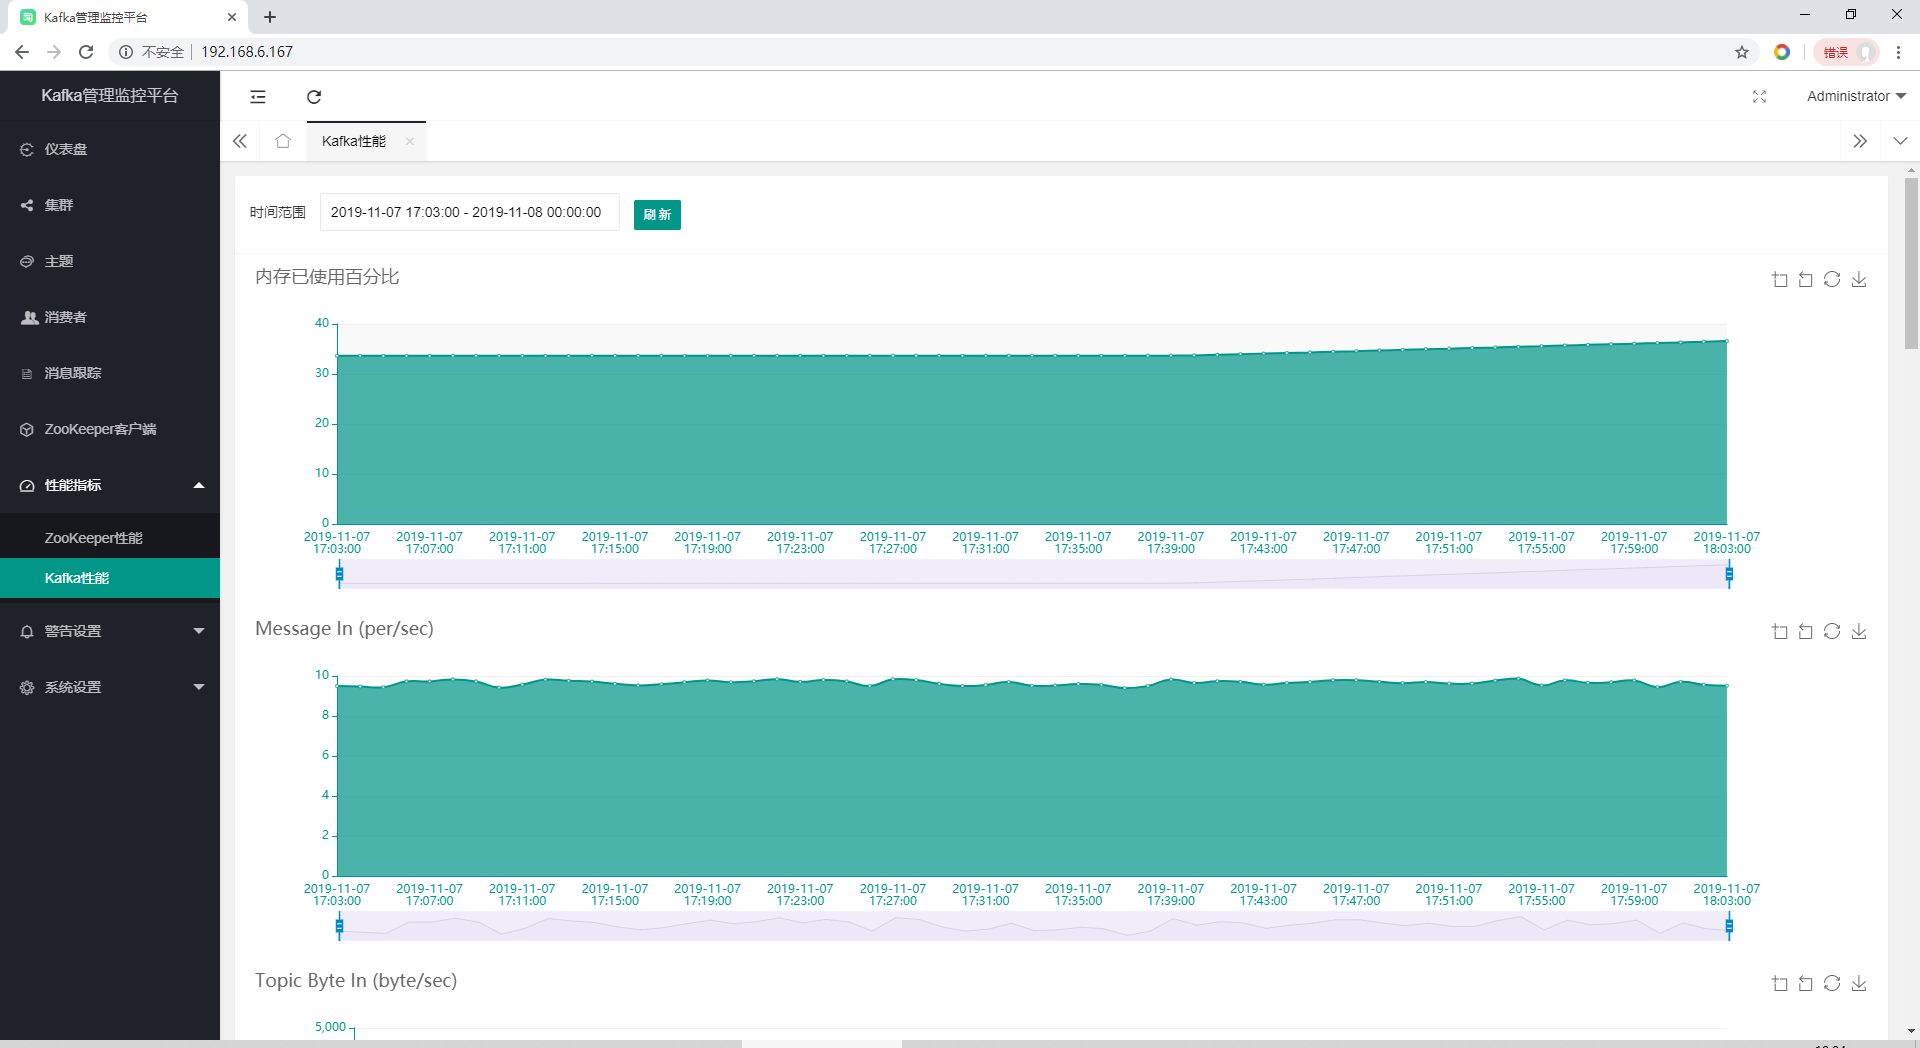 Kafka管理监控平台
不安全 192.168.6.167 错误
Kafka管理监控平台
Administrator
Kafka性能
仪表盘
集群
主题
消费者
消息跟踪
ZooKeeper客户端
性能指标
ZooKeeper性能
Kafka性能
警告设置
系统设置
时间范围 2019-11-07 17:03:00 - 2019-11-08 00:00:00 刷 新
内存已使用百分比
40
30
20
10
0
2019-11-07 2019-11-07 2019-11-07 2019-11-07 2019-11-07 2019-11-07 2019-11-07 2019-11-07 2019-11-07 2019-11-07 2019-11-07 2019-11-07 2019-11-07 2019-11-07 2019-11-07 2019-11-07
17:03:00 17:07:00 17:11:00 17:15:00 17:19:00 17:23:00 17:27:00 17:31:00 17:35:00 17:39:00 17:43:00 17:47:00 17:51:00 17:55:00 17:59:00 18:03:00
Message In (per/sec)
10
8
6
4
2
0
2019-11-07 2019-11-07 2019-11-07 2019-11-07 2019-11-07 2019-11-07 2019-11-07 2019-11-07 2019-11-07 2019-11-07 2019-11-07 2019-11-07 2019-11-07 2019-11-07 2019-11-07 2019-11-07
17:03:00 17:07:00 17:11:00 17:15:00 17:19:00 17:23:00 17:27:00 17:31:00 17:35:00 17:39:00 17:43:00 17:47:00 17:51:00 17:55:00 17:59:00 18:03:00
Topic Byte In (byte/sec)
5,000